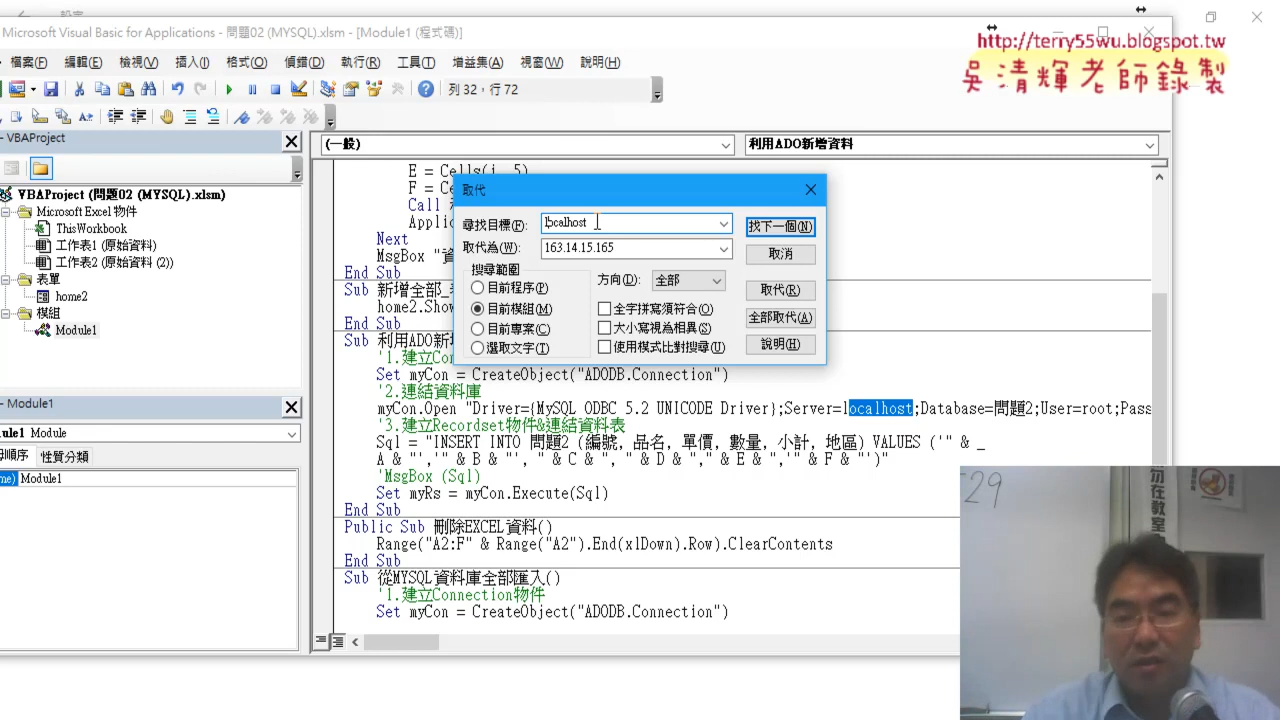 設定
Microsoft Visual Basic for Applications - 問題02 (MYSQL).xlsm - [Module1 (程式碼)]
http://terry55wu.blogspot.tw
吳清輝老師錄製
檔案(F) 編輯(E) 檢視(V) 插入(I) 格式(O) 偵錯(D) 執行(R) 工具(T) 增益集(A) 視窗(W) 說明(H)
列 32，行 72
- VBAProject
(一般)
利用ADO新增資料
VBAProject (問題02 (MYSQL).xlsm)
Microsoft Excel 物件
ThisWorkbook
工作表1 (原始資料)
工作表2 (原始資料 (2))
表單
home2
模組
Module1
E = Cells(i, 5)
Next
End Sub
home2.Show
End Sub
取代
尋找目標(F): localhost
取代為(W): 163.14.15.165
搜尋範圍
目前程序(P)
目前模組(M)
目前專案(C)
選取文字(T)
方向(D): 全部
全字拼寫須符合(O)
大小寫視為相異(S)
使用模式比對搜尋(U)
找下一個(N)
取消
取代(R)
全部取代(A)
說明(H)
Set myCon = CreateObject("ADODB.Connection")
'2.連結資料庫
myCon.Open "Driver={MySQL ODBC 5.2 UNICODE Driver};Server=localhost;Database=問題2;User=root;Pass
'3.建立Recordset物件&連結資料表
Sql = "INSERT INTO 問題2 (編號, 品名, 單價, 數量, 小計, 地區) VALUES ('" & _
A & "','" & B & "', " & C & ", " & D & "," & E & ",'" & F & "')"
'MsgBox (Sql)
Set myRs = myCon.Execute(Sql)
End Sub
Public Sub 刪除EXCEL資料()
Range("A2:F" & Range("A2").End(xlDown).Row).ClearContents
End Sub
Sub 從MYSQL資料庫全部匯入()
'1.建立Connection物件
Set myCon = CreateObject("ADODB.Connection")
- Module1
Module1 Module
性質分類
Module1
29
勿在教室